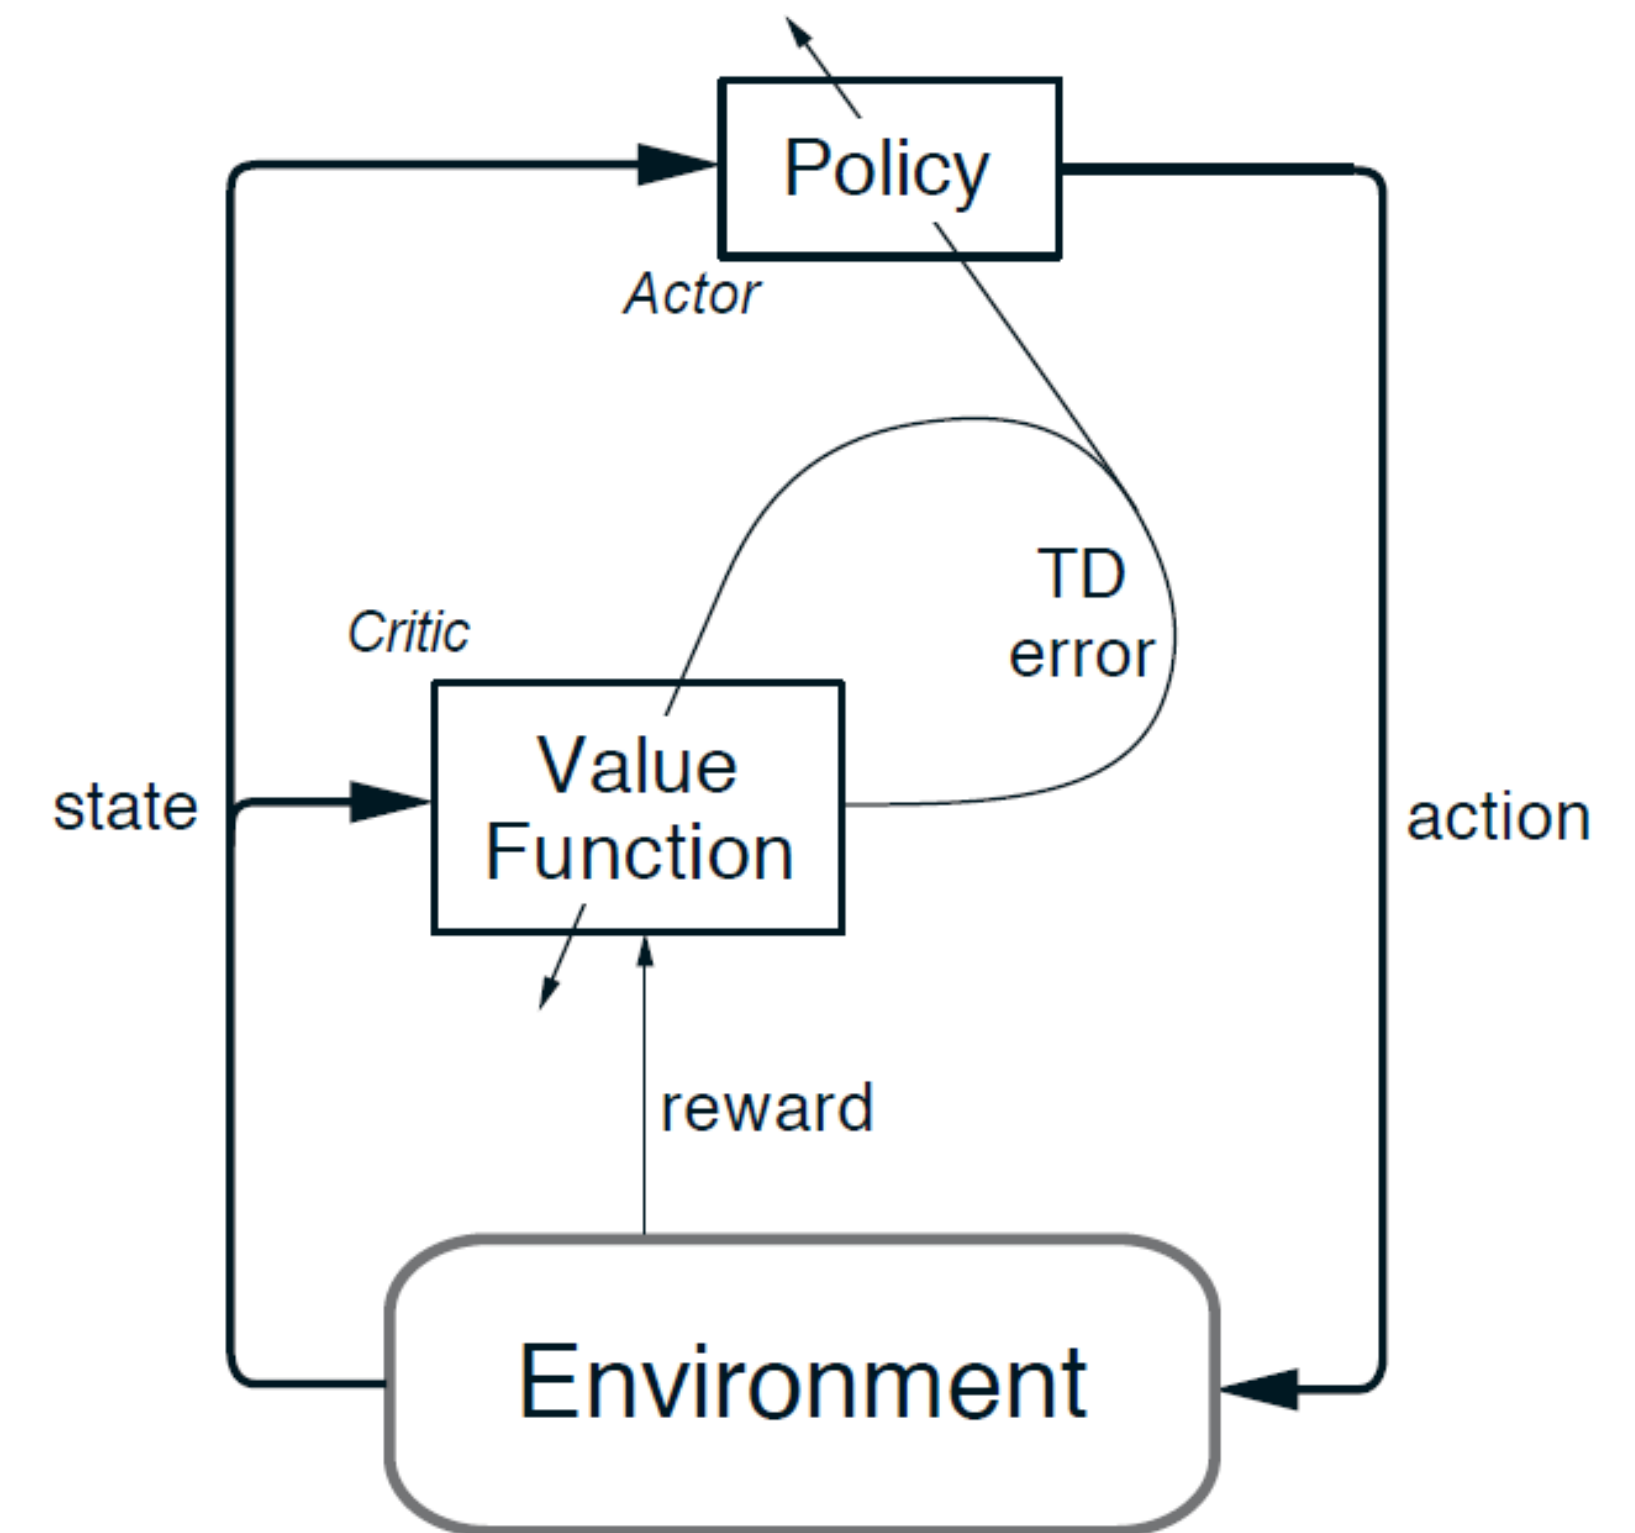 Policy
Actor
TD
error
Critic
Value
Function
state
action
reward
Environment